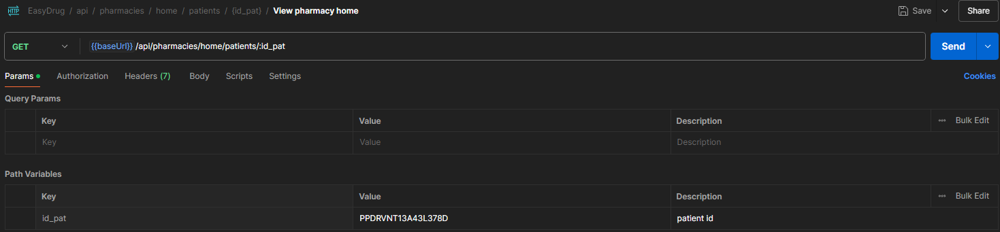 HTTP EasyDrug / api / pharmacies / home / patients / {id_pat} / View pharmacy home Save Share
GET {{baseUrl}} /api/pharmacies/home/patients/:id_pat Send
Params Authorization Headers (7) Body Scripts Settings Cookies
Query Params
Key Value Description Bulk Edit
Key Value Description
Path Variables
Key Value Description Bulk Edit
id_pat PPDRVNT13A43L378D patient id